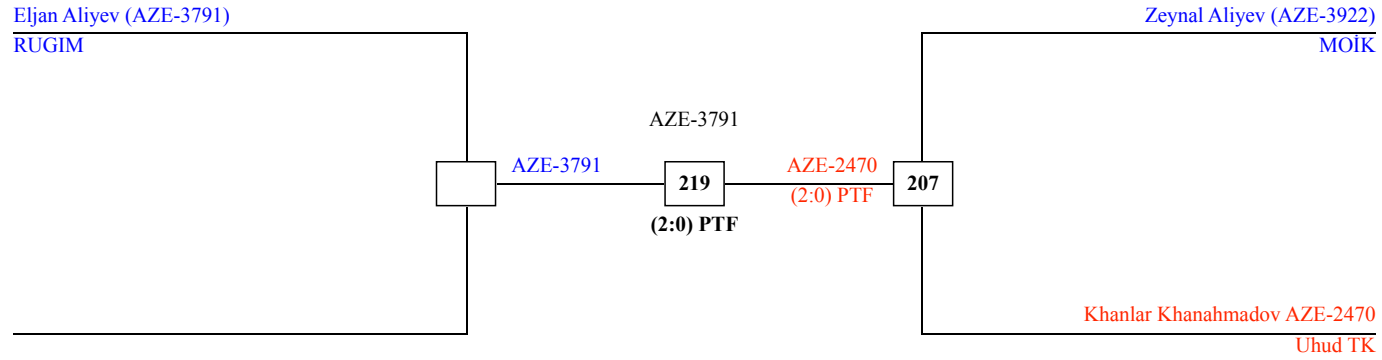 Eljan Aliyev (AZE-3791)
RUGIM
Zeynal Aliyev (AZE-3922)
MOİK
AZE-3791
AZE-3791
219
(2:0) PTF
AZE-2470
(2:0) PTF
207
Khanlar Khanahmadov AZE-2470
Uhud TK